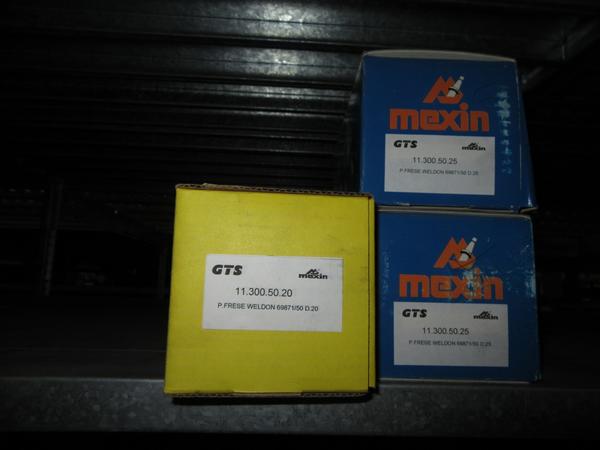 mexin
GTS mexin
11.300.50.25
P.FRESE WELDON 69871/50 D.25
GTS mexin
11.300.50.20
P.FRESE WELDON 69871/50 D.20
mexin
GTS mexin
11.300.50.25
P.FRESE WELDON 69871/50 D.25